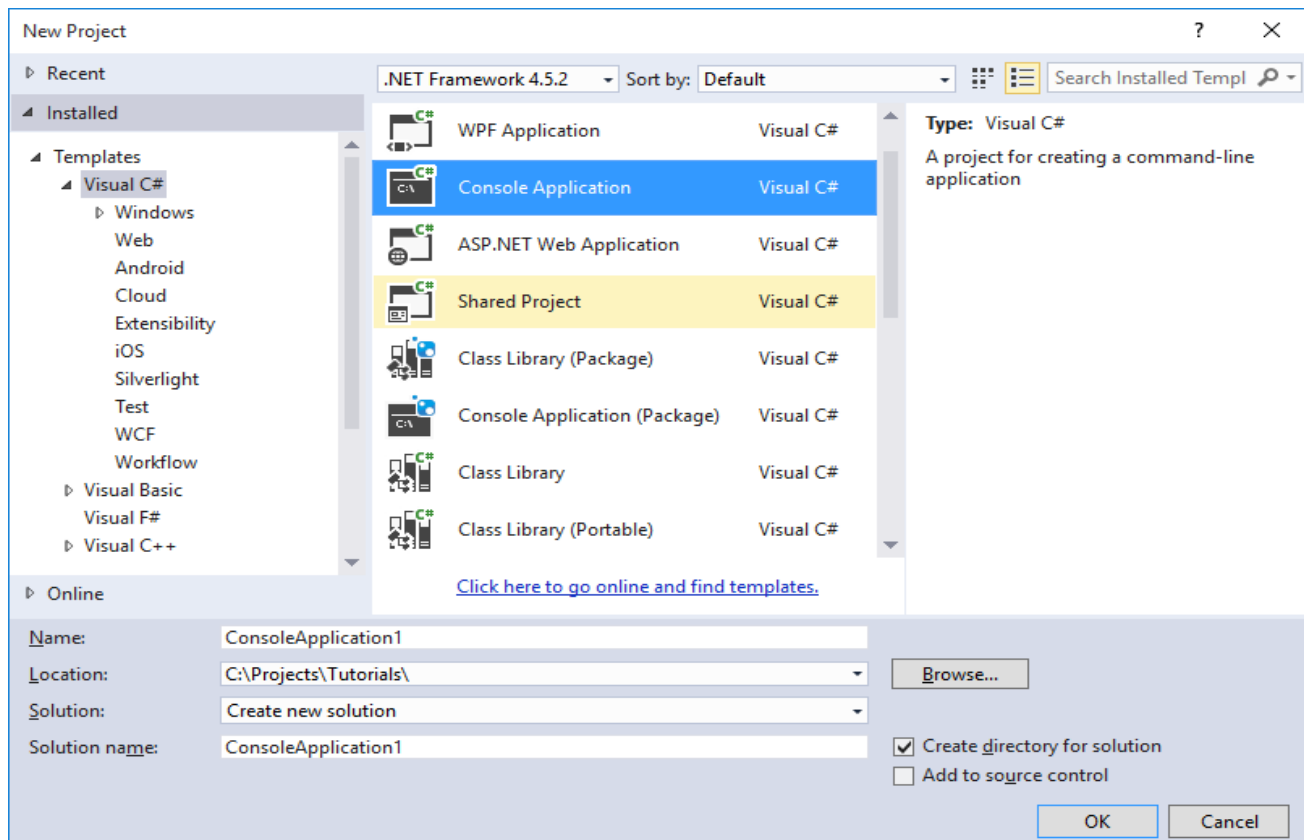 New Project
?
Recent
.NET Framework 4.5.2
Sort by: Default
Search Installed Templ
Installed
Templates
Visual C#
Windows
Web
Android
Cloud
Extensibility
iOS
Silverlight
Test
WCF
Workflow
Visual Basic
Visual F#
Visual C++
Online
WPF Application Visual C#
Console Application Visual C#
ASP.NET Web Application Visual C#
Shared Project Visual C#
Class Library (Package) Visual C#
Console Application (Package) Visual C#
Class Library Visual C#
Class Library (Portable) Visual C#
Click here to go online and find templates.
Type: Visual C#
A project for creating a command-line
application
Name: ConsoleApplication1
Location: C:\Projects\Tutorials\
Browse...
Solution: Create new solution
Solution name: ConsoleApplication1
Create directory for solution
Add to source control
OK
Cancel